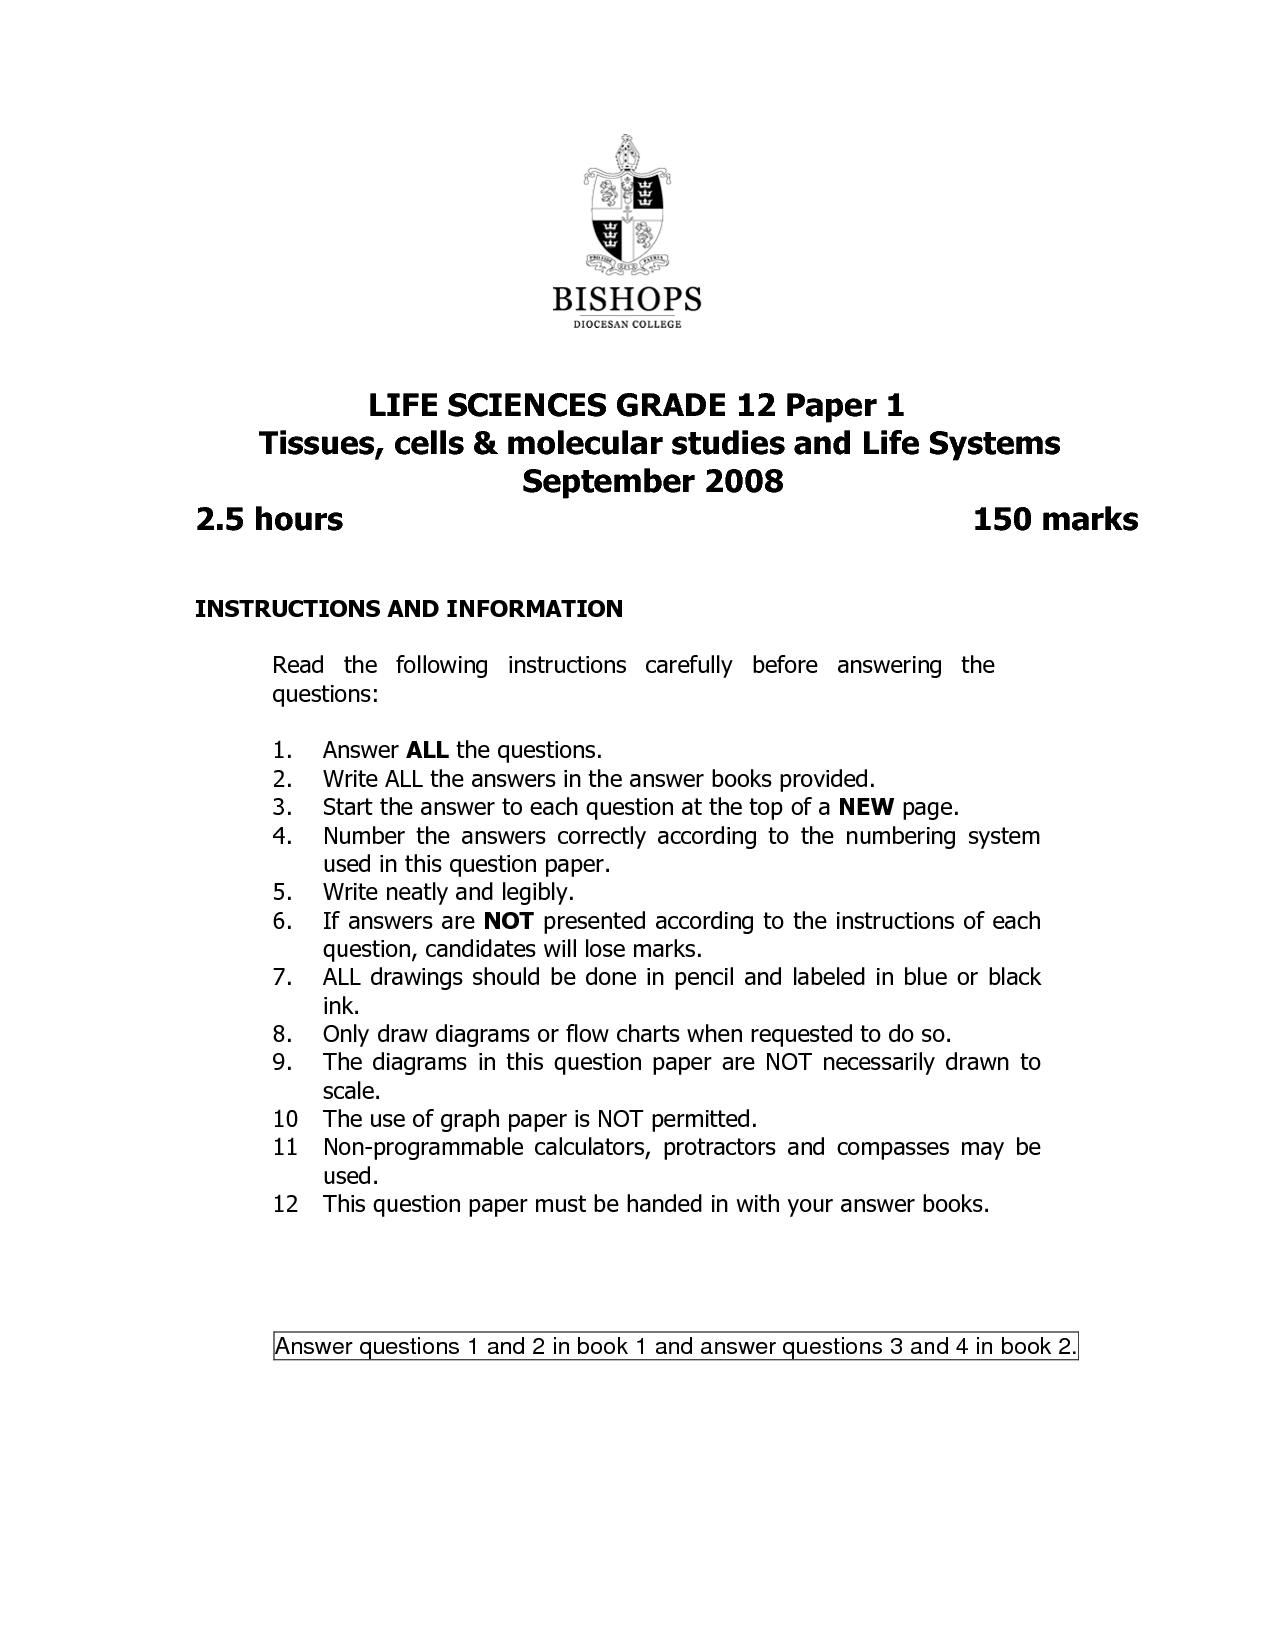 BISHOPS
DIOCESAN COLLEGE
LIFE SCIENCES GRADE 12 Paper 1
Tissues, cells & molecular studies and Life Systems
September 2008
2.5 hours 150 marks
INSTRUCTIONS AND INFORMATION
Read the following instructions carefully before answering the
questions:
1. Answer ALL the questions.
2. Write ALL the answers in the answer books provided.
3. Start the answer to each question at the top of a NEW page.
4. Number the answers correctly according to the numbering system
used in this question paper.
5. Write neatly and legibly.
6. If answers are NOT presented according to the instructions of each
question, candidates will lose marks.
7. ALL drawings should be done in pencil and labeled in blue or black
ink.
8. Only draw diagrams or flow charts when requested to do so.
9. The diagrams in this question paper are NOT necessarily drawn to
scale.
10 The use of graph paper is NOT permitted.
11 Non-programmable calculators, protractors and compasses may be
used.
12 This question paper must be handed in with your answer books.
Answer questions 1 and 2 in book 1 and answer questions 3 and 4 in book 2.